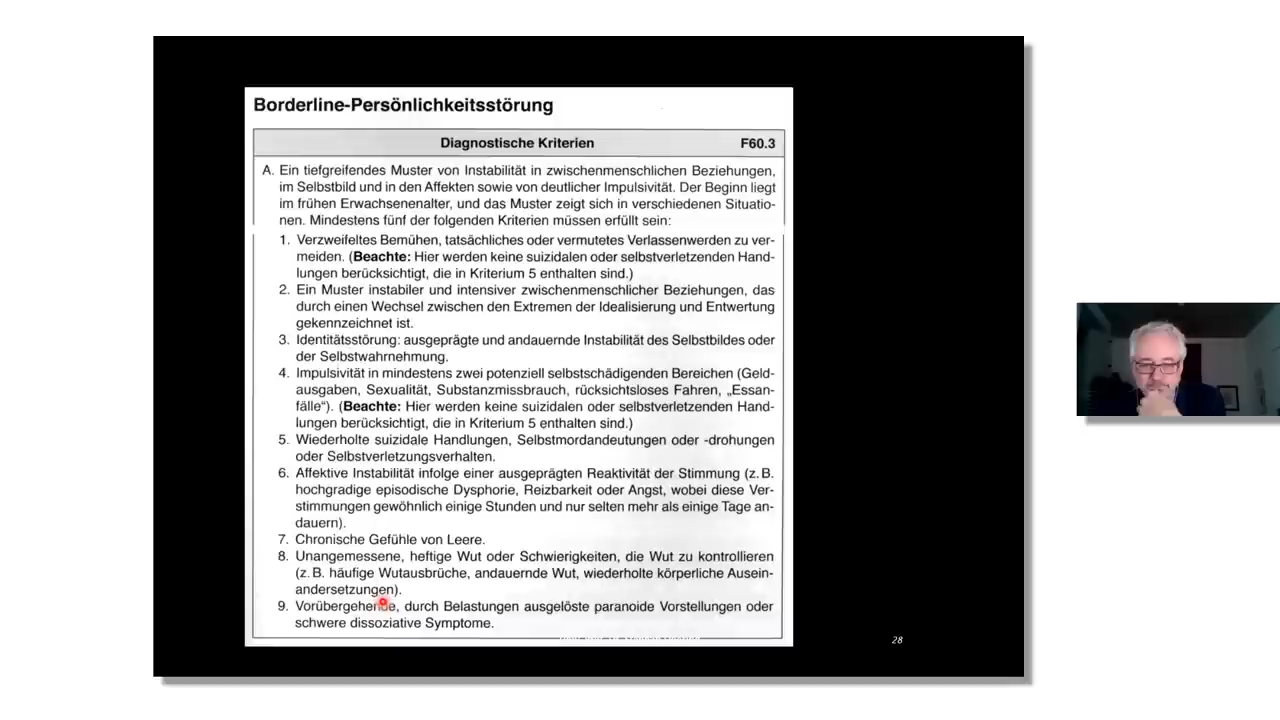 Borderline-Persönlichkeitsstörung
Diagnostische Kriterien F60.3
A. Ein tiefgreifendes Muster von Instabilität in zwischenmenschlichen Beziehungen,
im Selbstbild und in den Affekten sowie von deutlicher Impulsivität. Der Beginn liegt
im frühen Erwachsenenalter, und das Muster zeigt sich in verschiedenen Situatio-
nen. Mindestens fünf der folgenden Kriterien müssen erfüllt sein:
1. Verzweifeltes Bemühen, tatsächliches oder vermutetes Verlassenwerden zu ver-
meiden. (Beachte: Hier werden keine suizidalen oder selbstverletzenden Hand-
lungen berücksichtigt, die in Kriterium 5 enthalten sind.)
2. Ein Muster instabiler und intensiver zwischenmenschlicher Beziehungen, das
durch einen Wechsel zwischen den Extremen der Idealisierung und Entwertung
gekennzeichnet ist.
3. Identitätsstörung: ausgeprägte und andauernde Instabilität des Selbstbildes oder
der Selbstwahrnehmung.
4. Impulsivität in mindestens zwei potenziell selbstschädigenden Bereichen (Geld-
ausgaben, Sexualität, Substanzmissbrauch, rücksichtsloses Fahren, „Essan-
fälle“). (Beachte: Hier werden keine suizidalen oder selbstverletzenden Hand-
lungen berücksichtigt, die in Kriterium 5 enthalten sind.)
5. Wiederholte suizidale Handlungen, Selbstmordandeutungen oder -drohungen
oder Selbstverletzungsverhalten.
6. Affektive Instabilität infolge einer ausgeprägten Reaktivität der Stimmung (z. B.
hochgradige episodische Dysphorie, Reizbarkeit oder Angst, wobei diese Ver-
stimmungen gewöhnlich einige Stunden und nur selten mehr als einige Tage an-
dauern).
7. Chronische Gefühle von Leere.
8. Unangemessene, heftige Wut oder Schwierigkeiten, die Wut zu kontrollieren
(z. B. häufige Wutausbrüche, andauernde Wut, wiederholte körperliche Ausein-
andersetzungen).
9. Vorübergehende, durch Belastungen ausgelöste paranoide Vorstellungen oder
schwere dissoziative Symptome.
28